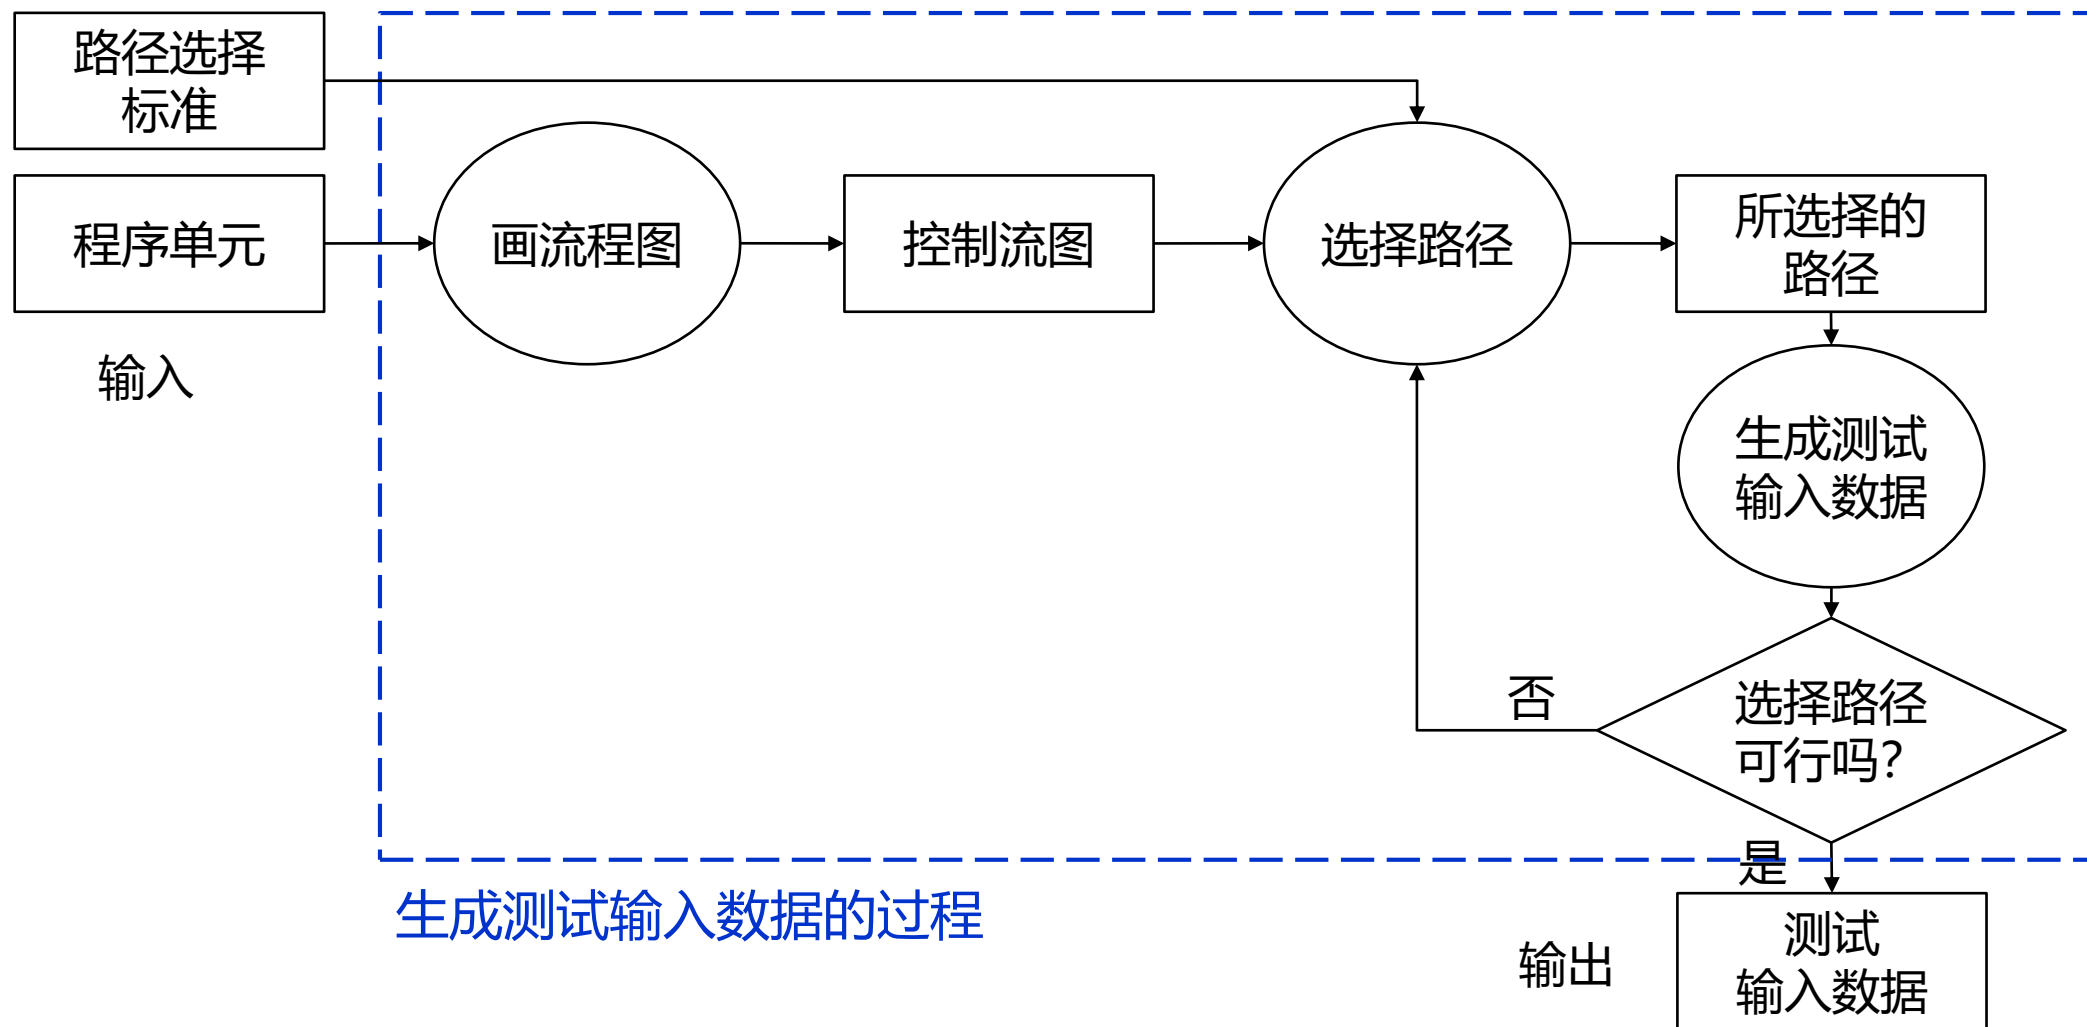 路径选择
标准
程序单元
输入
画流程图
控制流图
选择路径
所选择的
路径
生成测试
输入数据
选择路径
可行吗?
否
是
生成测试输入数据的过程
输出
测试
输入数据